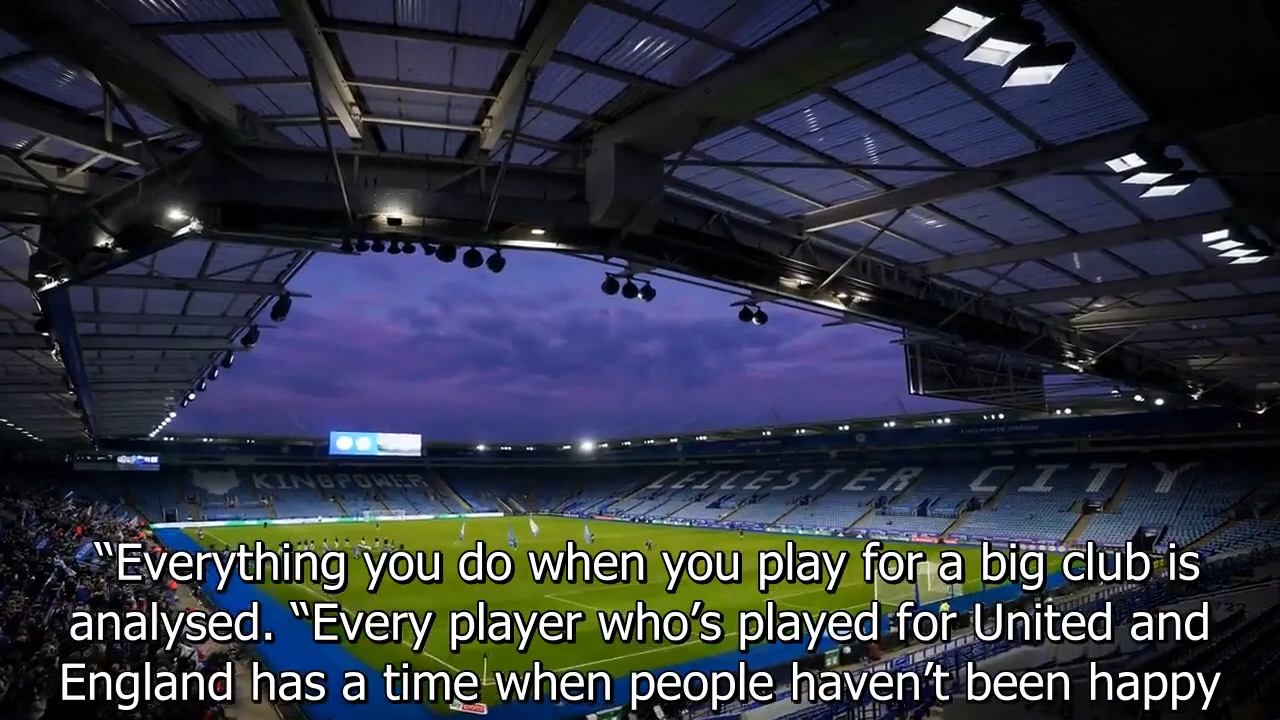 KINGPOWER
LEICESTER CITY
“Everything you do when you play for a big club is
analysed. “Every player who’s played for United and
England has a time when people haven’t been happy